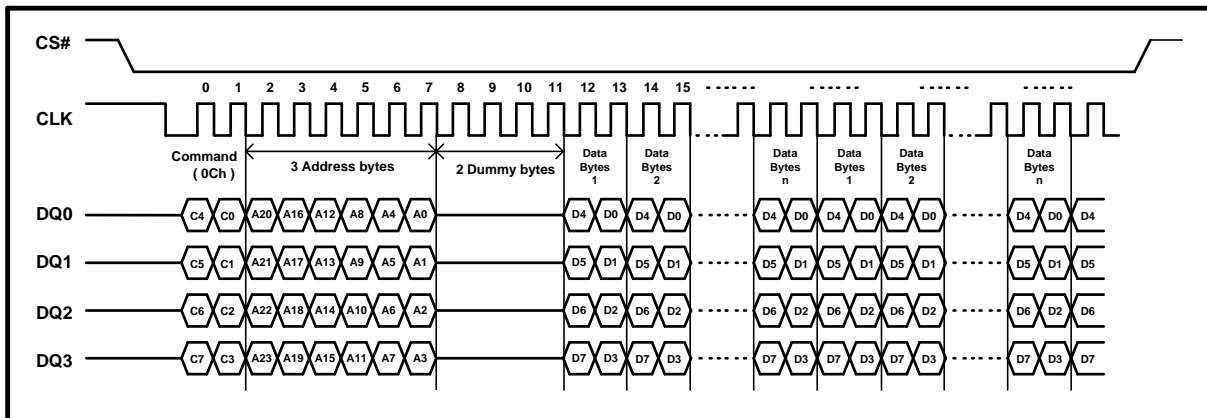 CS#
0 1 2 3 4 5 6 7 8 9 10 11 12 13 14 15
CLK
Command
( 0Ch )
3 Address bytes
2 Dummy bytes
Data
Bytes
1
Data
Bytes
2
Data
Bytes
n
Data
Bytes
1
Data
Bytes
2
Data
Bytes
n
DQ0 C4 C0 A20 A16 A12 A8 A4 A0 D4 D0 D4 D0 D4 D0 D4 D0 D4 D0 D4 D0 D4
DQ1 C5 C1 A21 A17 A13 A9 A5 A1 D5 D1 D5 D1 D5 D1 D5 D1 D5 D1 D5 D1 D5
DQ2 C6 C2 A22 A18 A14 A10 A6 A2 D6 D2 D6 D2 D6 D2 D6 D2 D6 D2 D6 D2 D6
DQ3 C7 C3 A23 A19 A15 A11 A7 A3 D7 D3 D7 D3 D7 D3 D7 D3 D7 D3 D7 D3 D7